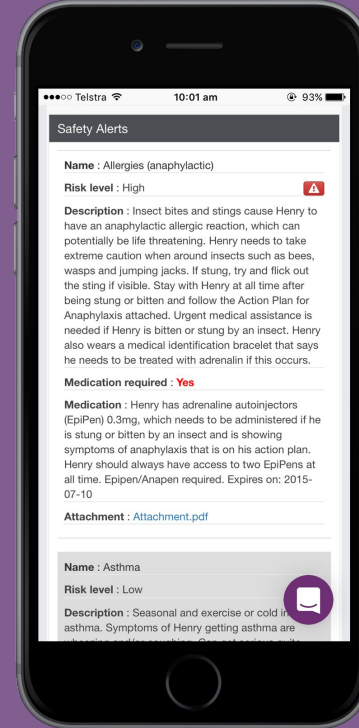 Telstra 10:01 am 93%
Safety Alerts
Name : Allergies (anaphylactic)
Risk level : High
Description : Insect bites and stings cause Henry to
have an anaphylactic allergic reaction, which can
potentially be life threatening. Henry needs to take
extreme caution when around insects such as bees,
wasps and jumping jacks. If stung, try and flick out
the sting if visible. Stay with Henry at all time after
being stung or bitten and follow the Action Plan for
Anaphylaxis attached. Urgent medical assistance is
needed if Henry is bitten or stung by an insect. Henry
also wears a medical identification bracelet that says
he needs to be treated with adrenalin if this occurs.
Medication required : Yes
Medication : Henry has adrenaline autoinjectors
(EpiPen) 0.3mg, which needs to be administered if he
is stung or bitten by an insect and is showing
symptoms of anaphylaxis that is on his action plan.
Henry should always have access to two EpiPens at
all time. Epipen/Anapen required. Expires on: 2015-
07-10
Attachment : Attachment.pdf
Name : Asthma
Risk level : Low
Description : Seasonal and exercise or cold
asthma. Symptoms of Henry getting asthma are